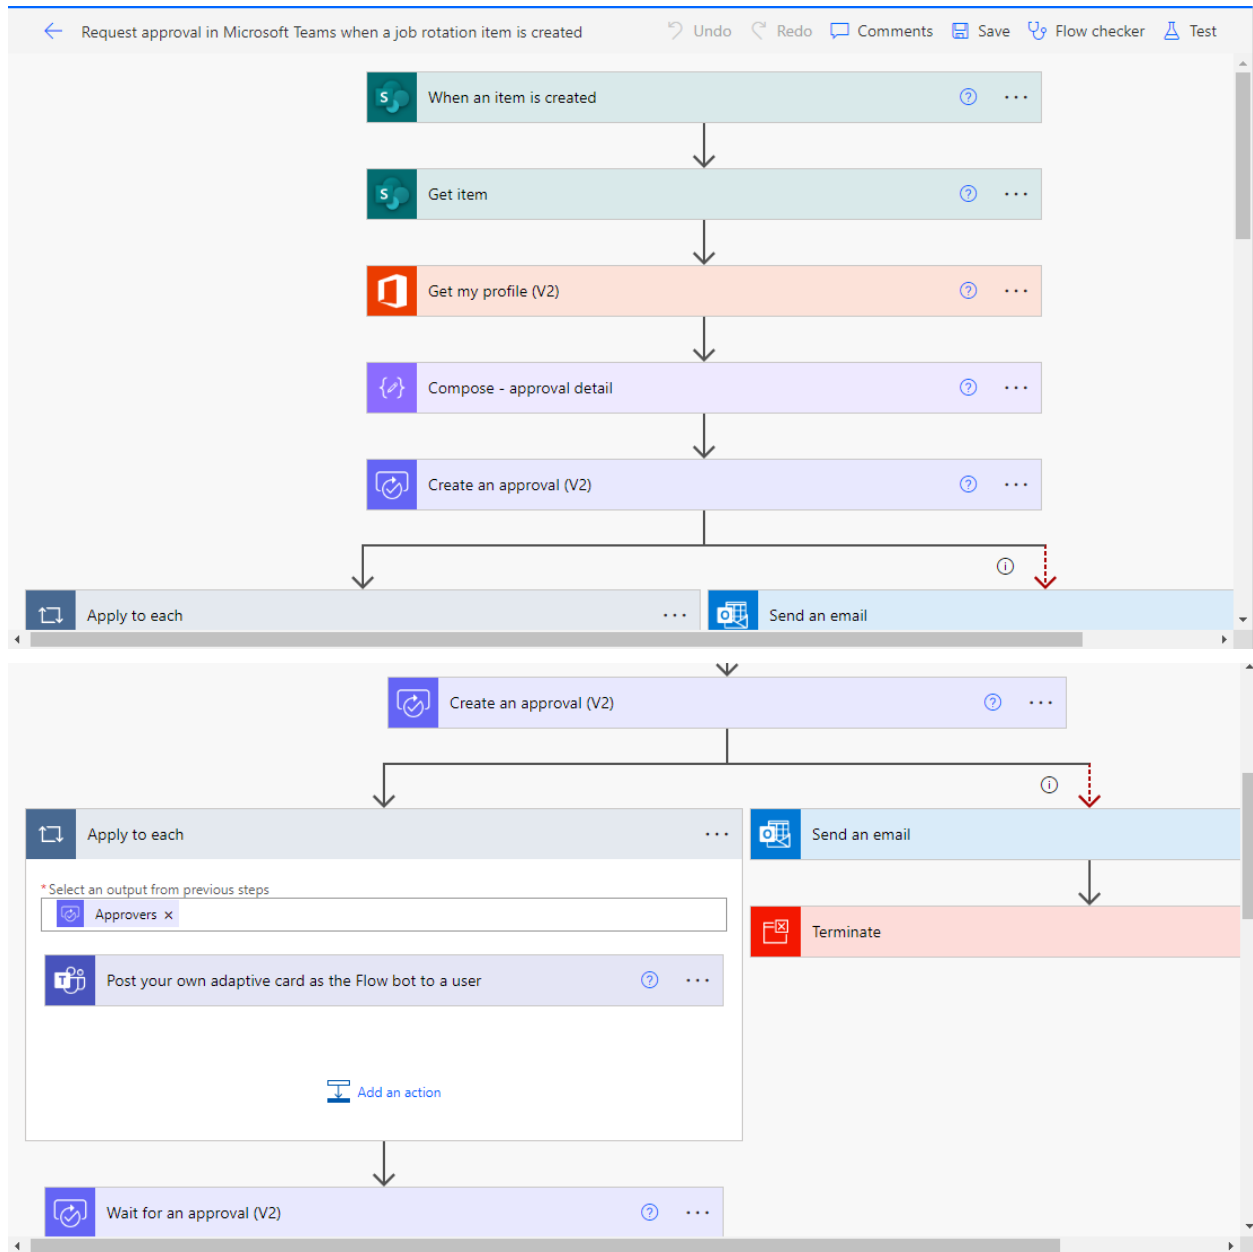 Request approval in Microsoft Teams when a job rotation item is created Undo Redo Comments Save Flow checker Test
When an item is created
Get item
Get my profile (V2)
Compose - approval detail
Create an approval (V2)
Apply to each Send an email
Create an approval (V2)
Apply to each Send an email
* Select an output from previous steps
Approvers ×
Terminate
Post your own adaptive card as the Flow bot to a user
Add an action
Wait for an approval (V2)